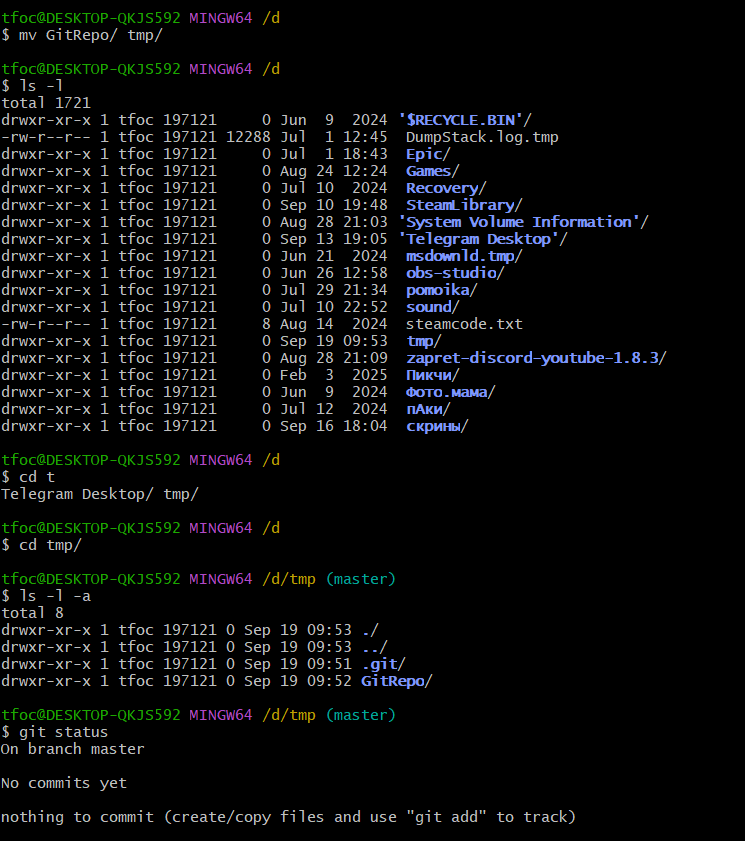 tfoc@DESKTOP-QKJS592 MINGW64 /d
$ mv GitRepo/ tmp/
tfoc@DESKTOP-QKJS592 MINGW64 /d
$ ls -l
total 1721
drwxr-xr-x 1 tfoc 197121     0 Jun  9  2024 '$RECYCLE.BIN'/
-rw-r--r-- 1 tfoc 197121 12288 Jul  1 12:45  DumpStack.log.tmp
drwxr-xr-x 1 tfoc 197121     0 Jul  1 18:43  Epic/
drwxr-xr-x 1 tfoc 197121     0 Aug 24 12:24  Games/
drwxr-xr-x 1 tfoc 197121     0 Jul 10  2024  Recovery/
drwxr-xr-x 1 tfoc 197121     0 Sep 10 19:48  SteamLibrary/
drwxr-xr-x 1 tfoc 197121     0 Aug 28 21:03 'System Volume Information'/
drwxr-xr-x 1 tfoc 197121     0 Sep 13 19:05 'Telegram Desktop'/
drwxr-xr-x 1 tfoc 197121     0 Jun 21  2024  msdownld.tmp/
drwxr-xr-x 1 tfoc 197121     0 Jun 26 12:58  obs-studio/
drwxr-xr-x 1 tfoc 197121     0 Jul 29 21:34  pomoika/
drwxr-xr-x 1 tfoc 197121     0 Jul 10 22:52  sound/
-rw-r--r-- 1 tfoc 197121     8 Aug 14  2024  steamcode.txt
drwxr-xr-x 1 tfoc 197121     0 Sep 19 09:53  tmp/
drwxr-xr-x 1 tfoc 197121     0 Aug 28 21:09  zapret-discord-youtube-1.8.3/
drwxr-xr-x 1 tfoc 197121     0 Feb  3  2025  Пикчи/
drwxr-xr-x 1 tfoc 197121     0 Jun  9  2024  Фото.мама/
drwxr-xr-x 1 tfoc 197121     0 Jul 12  2024  пАки/
drwxr-xr-x 1 tfoc 197121     0 Sep 16 18:04  скрины/
tfoc@DESKTOP-QKJS592 MINGW64 /d
$ cd t
Telegram Desktop/ tmp/
tfoc@DESKTOP-QKJS592 MINGW64 /d
$ cd tmp/
tfoc@DESKTOP-QKJS592 MINGW64 /d/tmp (master)
$ ls -l -a
total 8
drwxr-xr-x 1 tfoc 197121 0 Sep 19 09:53 ./
drwxr-xr-x 1 tfoc 197121 0 Sep 19 09:53 ../
drwxr-xr-x 1 tfoc 197121 0 Sep 19 09:51 .git/
drwxr-xr-x 1 tfoc 197121 0 Sep 19 09:52 GitRepo/
tfoc@DESKTOP-QKJS592 MINGW64 /d/tmp (master)
$ git status
On branch master
No commits yet
nothing to commit (create/copy files and use "git add" to track)